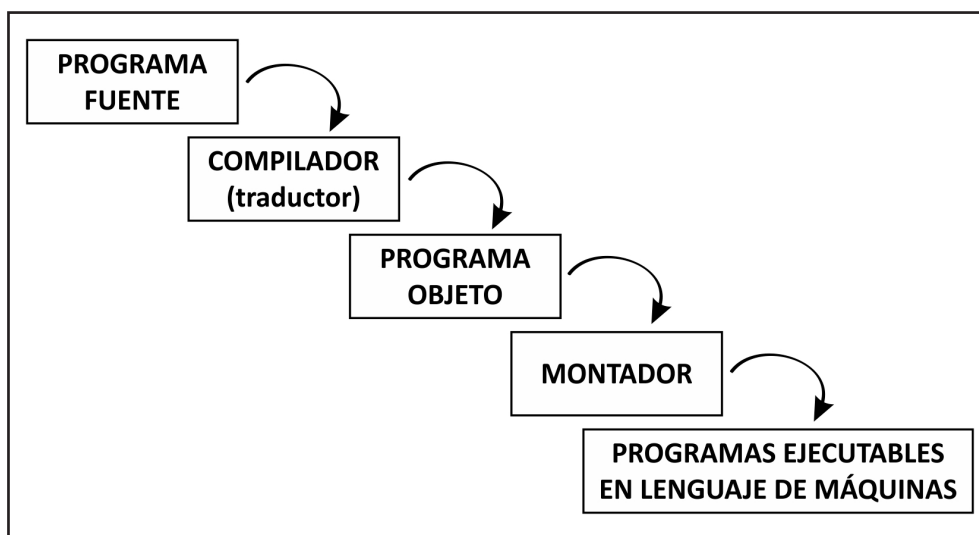 PROGRAMA
FUENTE
COMPILADOR
(traductor)
PROGRAMA
OBJETO
MONTADOR
PROGRAMAS EJECUTABLES
EN LENGUAJE DE MÁQUINAS